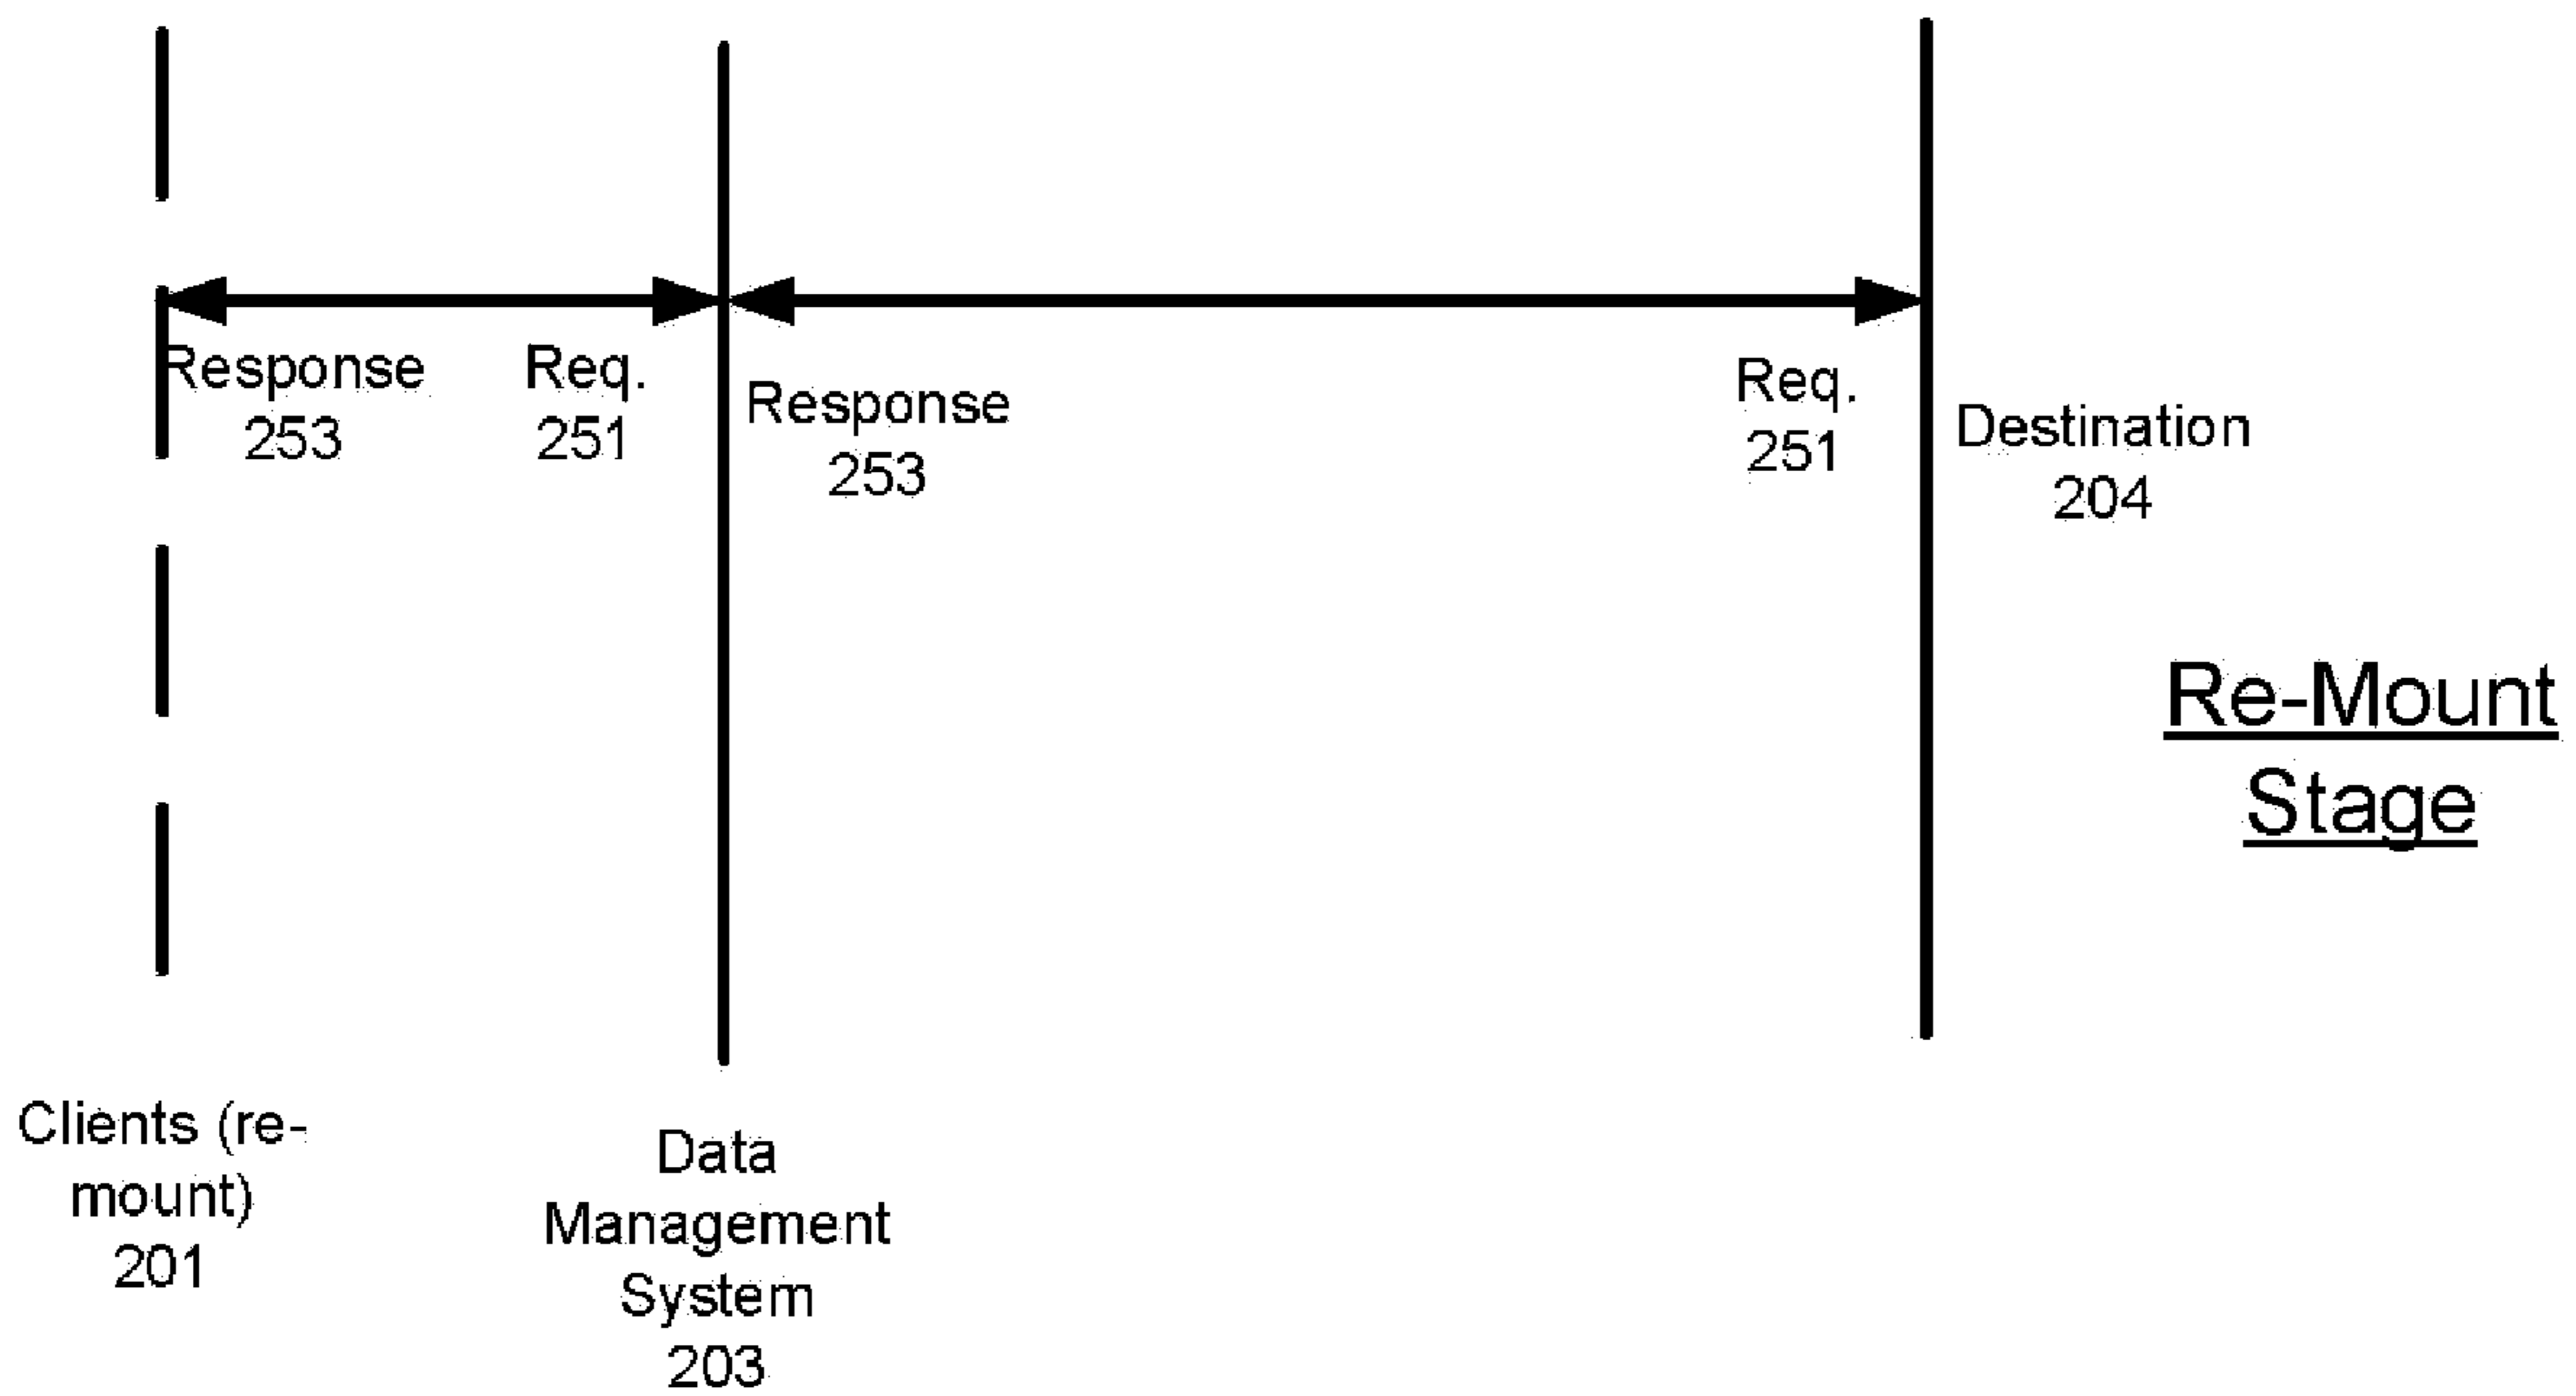 Response
253
Req.
251
Response
253
Req.
251
Destination
204
Re-Mount
Stage
Clients (re-
mount)
201
Data
Management
System
203